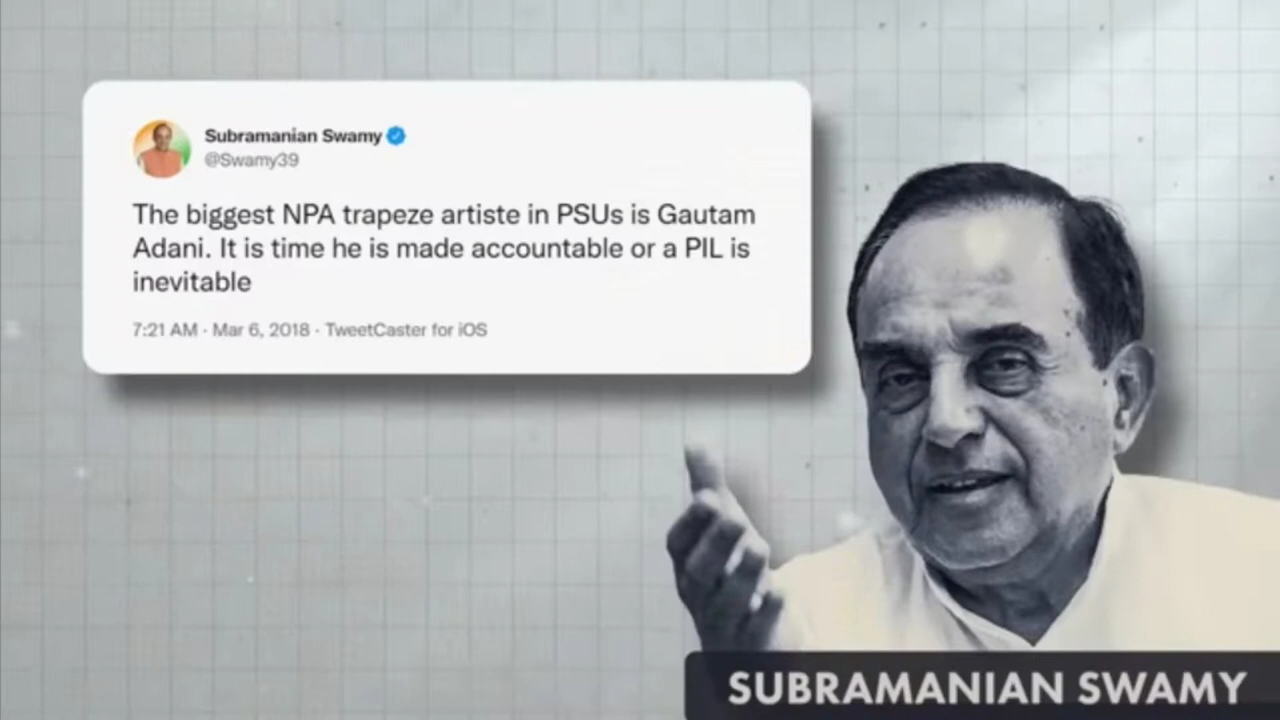 Subramanian Swamy
@Swamy39
The biggest NPA trapeze artiste in PSUs is Gautam
Adani. It is time he is made accountable or a PIL is
inevitable
7:21 AM · Mar 6, 2018 · TweetCaster for iOS
SUBRAMANIAN SWAMY